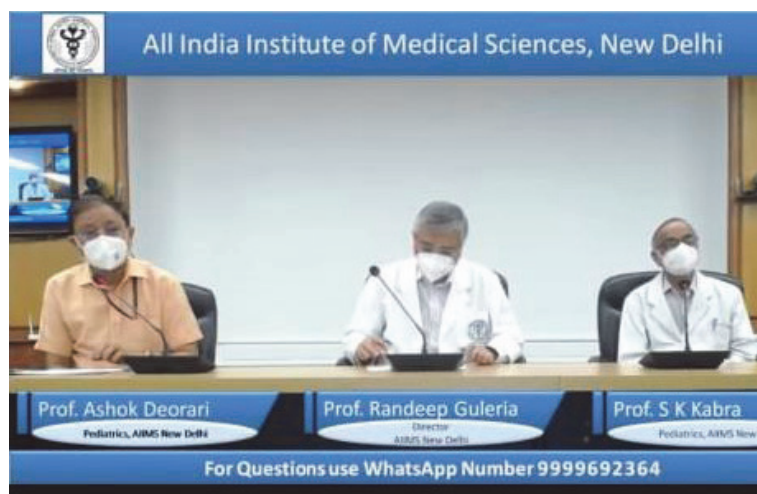 All India Institute of Medical Sciences, New Delhi
Prof. Ashok Deorari
Pediatrics, AIIMS New Delhi
Prof. Randeep Guleria
Director
AIIMS New Delhi
Prof. S K Kabra
Pediatrics, AIIMS New
For Questions use WhatsApp Number 9999692364